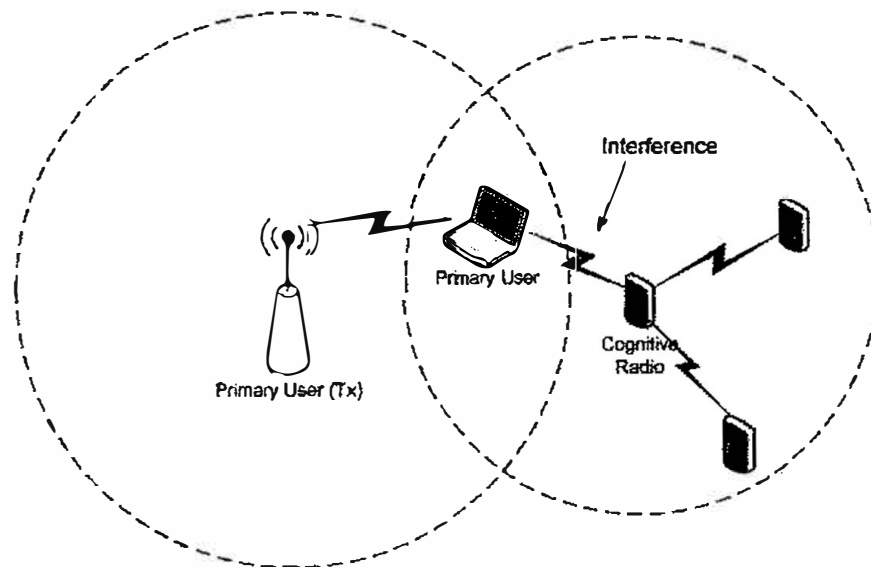 Interference
Primary User
Cognitive
Radio
Primary User (Tx)